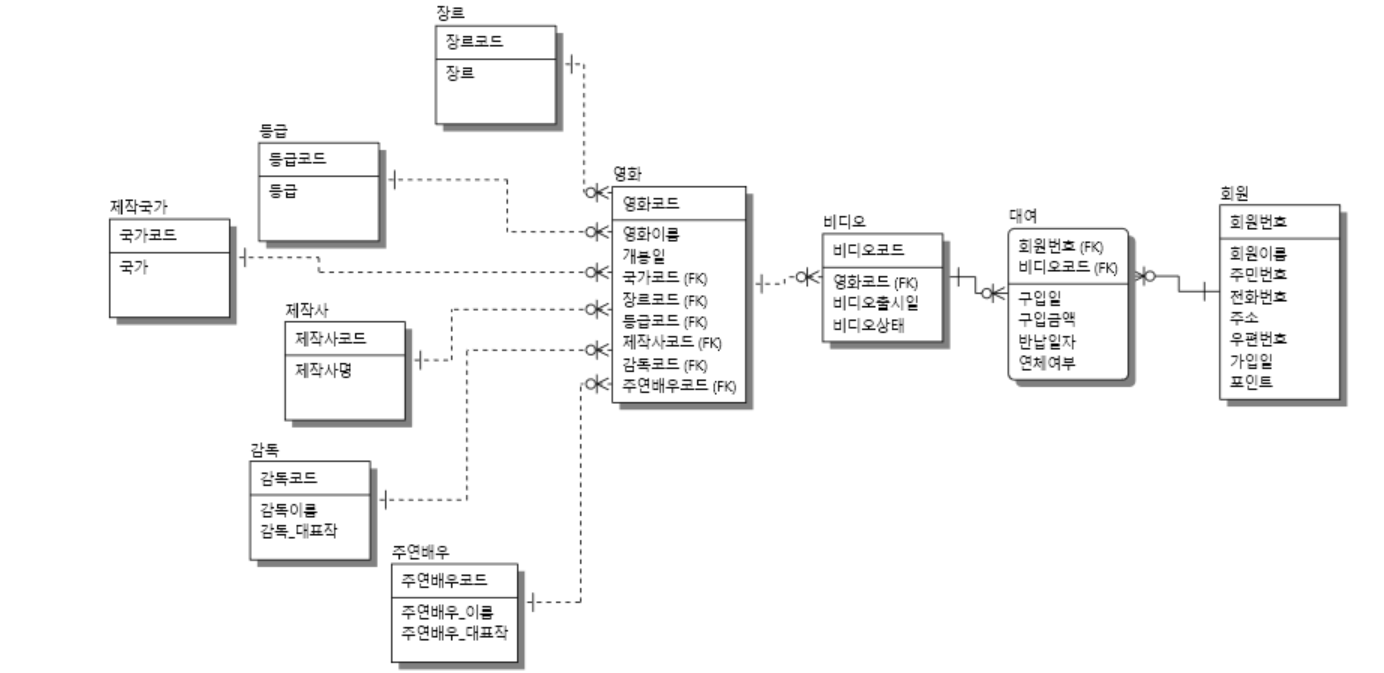 장르
장르코드
장르
등급
등급코드
등급
제작국가
국가코드
국가
제작사
제작사코드
제작사명
감독
감독코드
감독이름
감독_대표작
주연배우
주연배우코드
주연배우_이름
주연배우_대표작
영화
영화코드
영화이름
개봉일
국가코드 (FK)
장르코드 (FK)
등급코드 (FK)
제작사코드 (FK)
감독코드 (FK)
주연배우코드 (FK)
비디오
비디오코드
영화코드 (FK)
비디오출시일
비디오상태
대여
회원번호 (FK)
비디오코드 (FK)
구입일
구입금액
반납일자
연체여부
회원
회원번호
회원이름
주민번호
전화번호
주소
우편번호
가입일
포인트